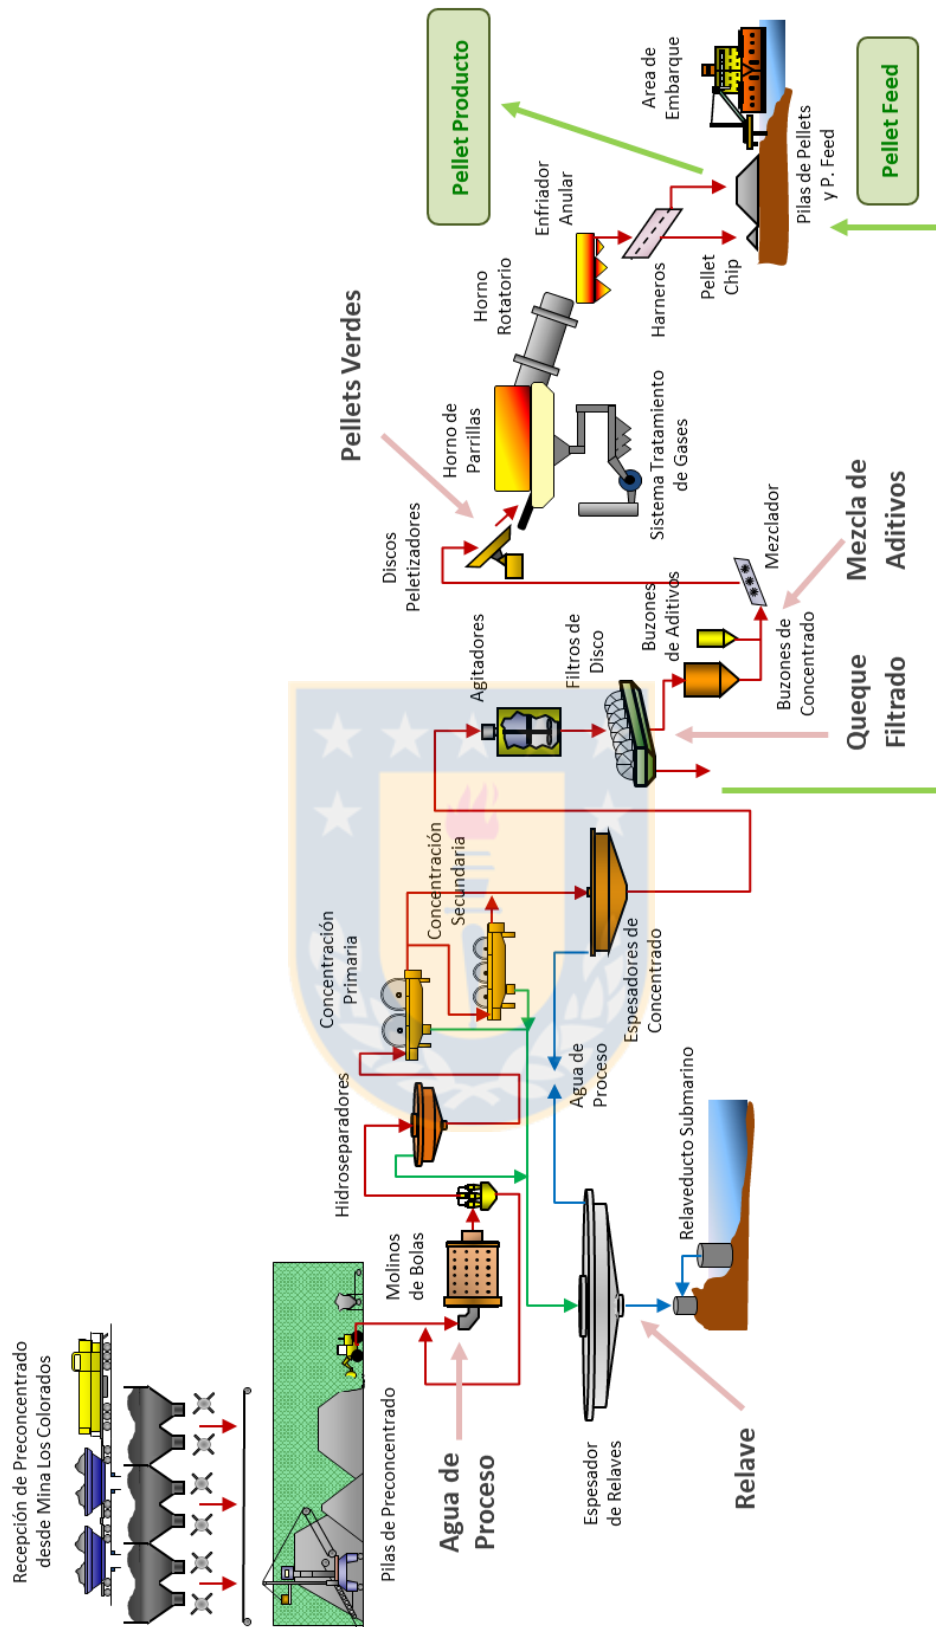 Recepción de Preconcentrado
desde Mina Los Colorados
Pilas de Preconcentrado
Agua de
Proceso
Molinos
de Bolas
Hidroseparadores
Concentración
Primaria
Concentración
Secundaria
Espesador
de Relaves
Relave
Relaveducto Submarino
Agua de
Proceso
Espesadores de
Concentrado
Agitadores
Filtros de
Disco
Queque
Filtrado
Buzones
de Aditivos
Buzones de
Concentrado
Mezcla de
Aditivos
Mezclador
Discos
Peletizadores
Pellets Verdes
Horno de
Parrillas
Sistema Tratamiento
de Gases
Horno
Rotatorio
Enfriador
Anular
Harneros
Pellet
Chip
Pellet Producto
Area de
Embarque
Pilas de Pellets
y P. Feed
Pellet Feed